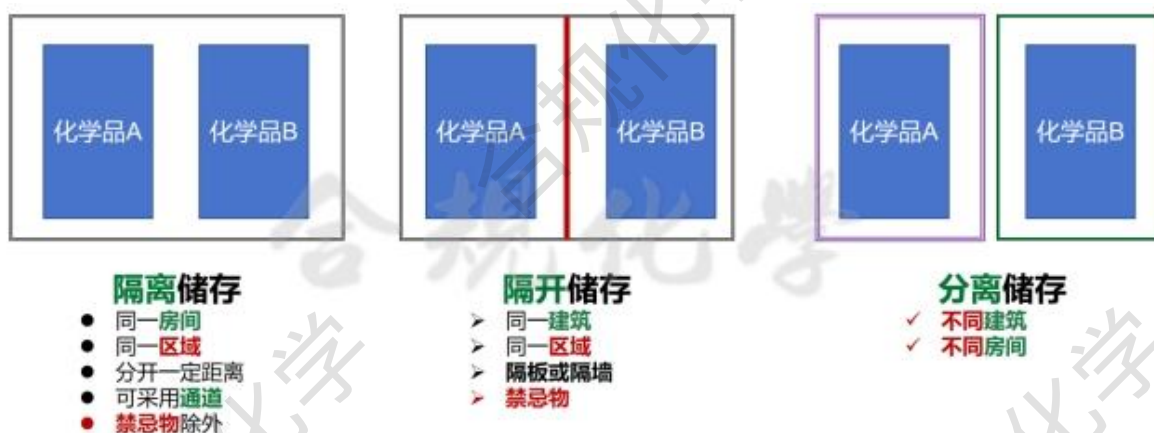 化学品A
化学品B
化学品A
化学品B
化学品A
化学品B
隔离储存
同一房间
同一区域
分开一定距离
可采用通道
禁忌物除外
隔开储存
同一建筑
同一区域
隔板或隔墙
禁忌物
分离储存
不同建筑
不同房间
合规化学